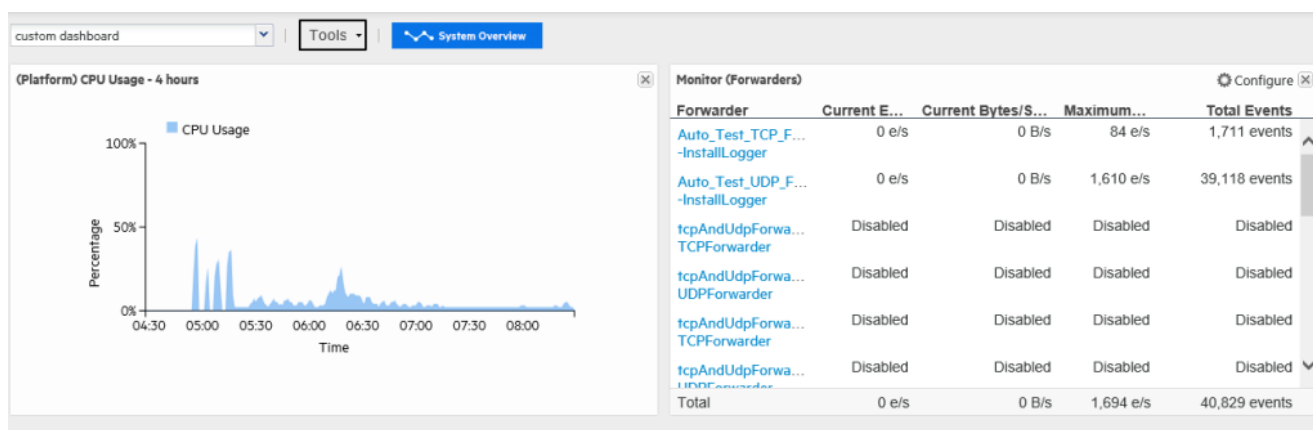 custom dashboard
Tools
System Overview
(Platform) CPU Usage - 4 hours
CPU Usage
100%
50%
0%
Percentage
04:30 05:00 05:30 06:00 06:30 07:00 07:30 08:00
Time
Monitor (Forwarders)
Configure
Forwarder Current E... Current Bytes/S... Maximum... Total Events
Auto_Test_TCP_F... 0 e/s 0 B/s 84 e/s 1,711 events
-InstallLogger
Auto_Test_UDP_F... 0 e/s 0 B/s 1,610 e/s 39,118 events
-InstallLogger
tcpAndUdpForwa... Disabled Disabled Disabled Disabled
TCPForwarder
tcpAndUdpForwa... Disabled Disabled Disabled Disabled
UDPForwarder
tcpAndUdpForwa... Disabled Disabled Disabled Disabled
TCPForwarder
tcpAndUdpForwa... Disabled Disabled Disabled Disabled
UDPForwarder
Total 0 e/s 0 B/s 1,694 e/s 40,829 events